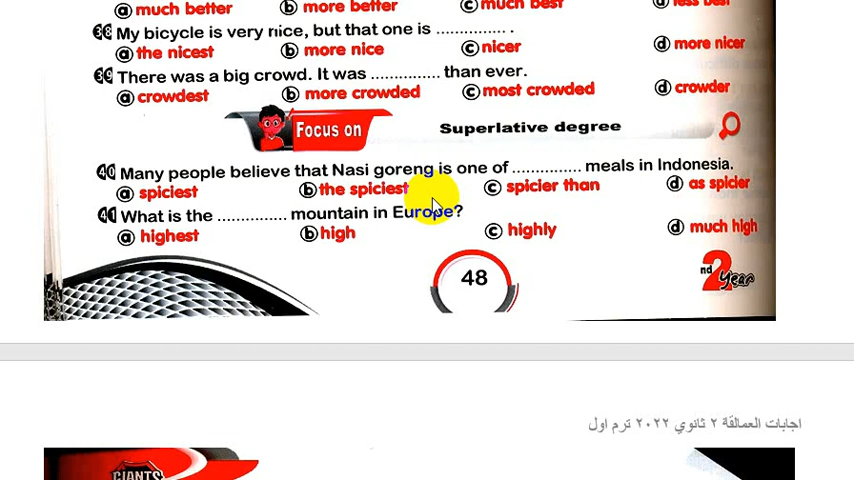 ⓐ much better ⓑ more better ⓒ much best ⓓ less best
38 My bicycle is very nice, but that one is .............. .
ⓐ the nicest ⓑ more nice ⓒ nicer ⓓ more nicer
39 There was a big crowd. It was .............. than ever.
ⓐ crowdest ⓑ more crowded ⓒ most crowded ⓓ crowder
Focus on Superlative degree
40 Many people believe that Nasi goreng is one of .............. meals in Indonesia.
ⓐ spiciest ⓑ the spiciest ⓒ spicier than ⓓ as spicier
41 What is the .............. mountain in Europe?
ⓐ highest ⓑ high ⓒ highly ⓓ much high
48
2nd Year
اجابات العمالقة ٢ ثانوي ٢٠٢٢ ترم اول
GIANTS